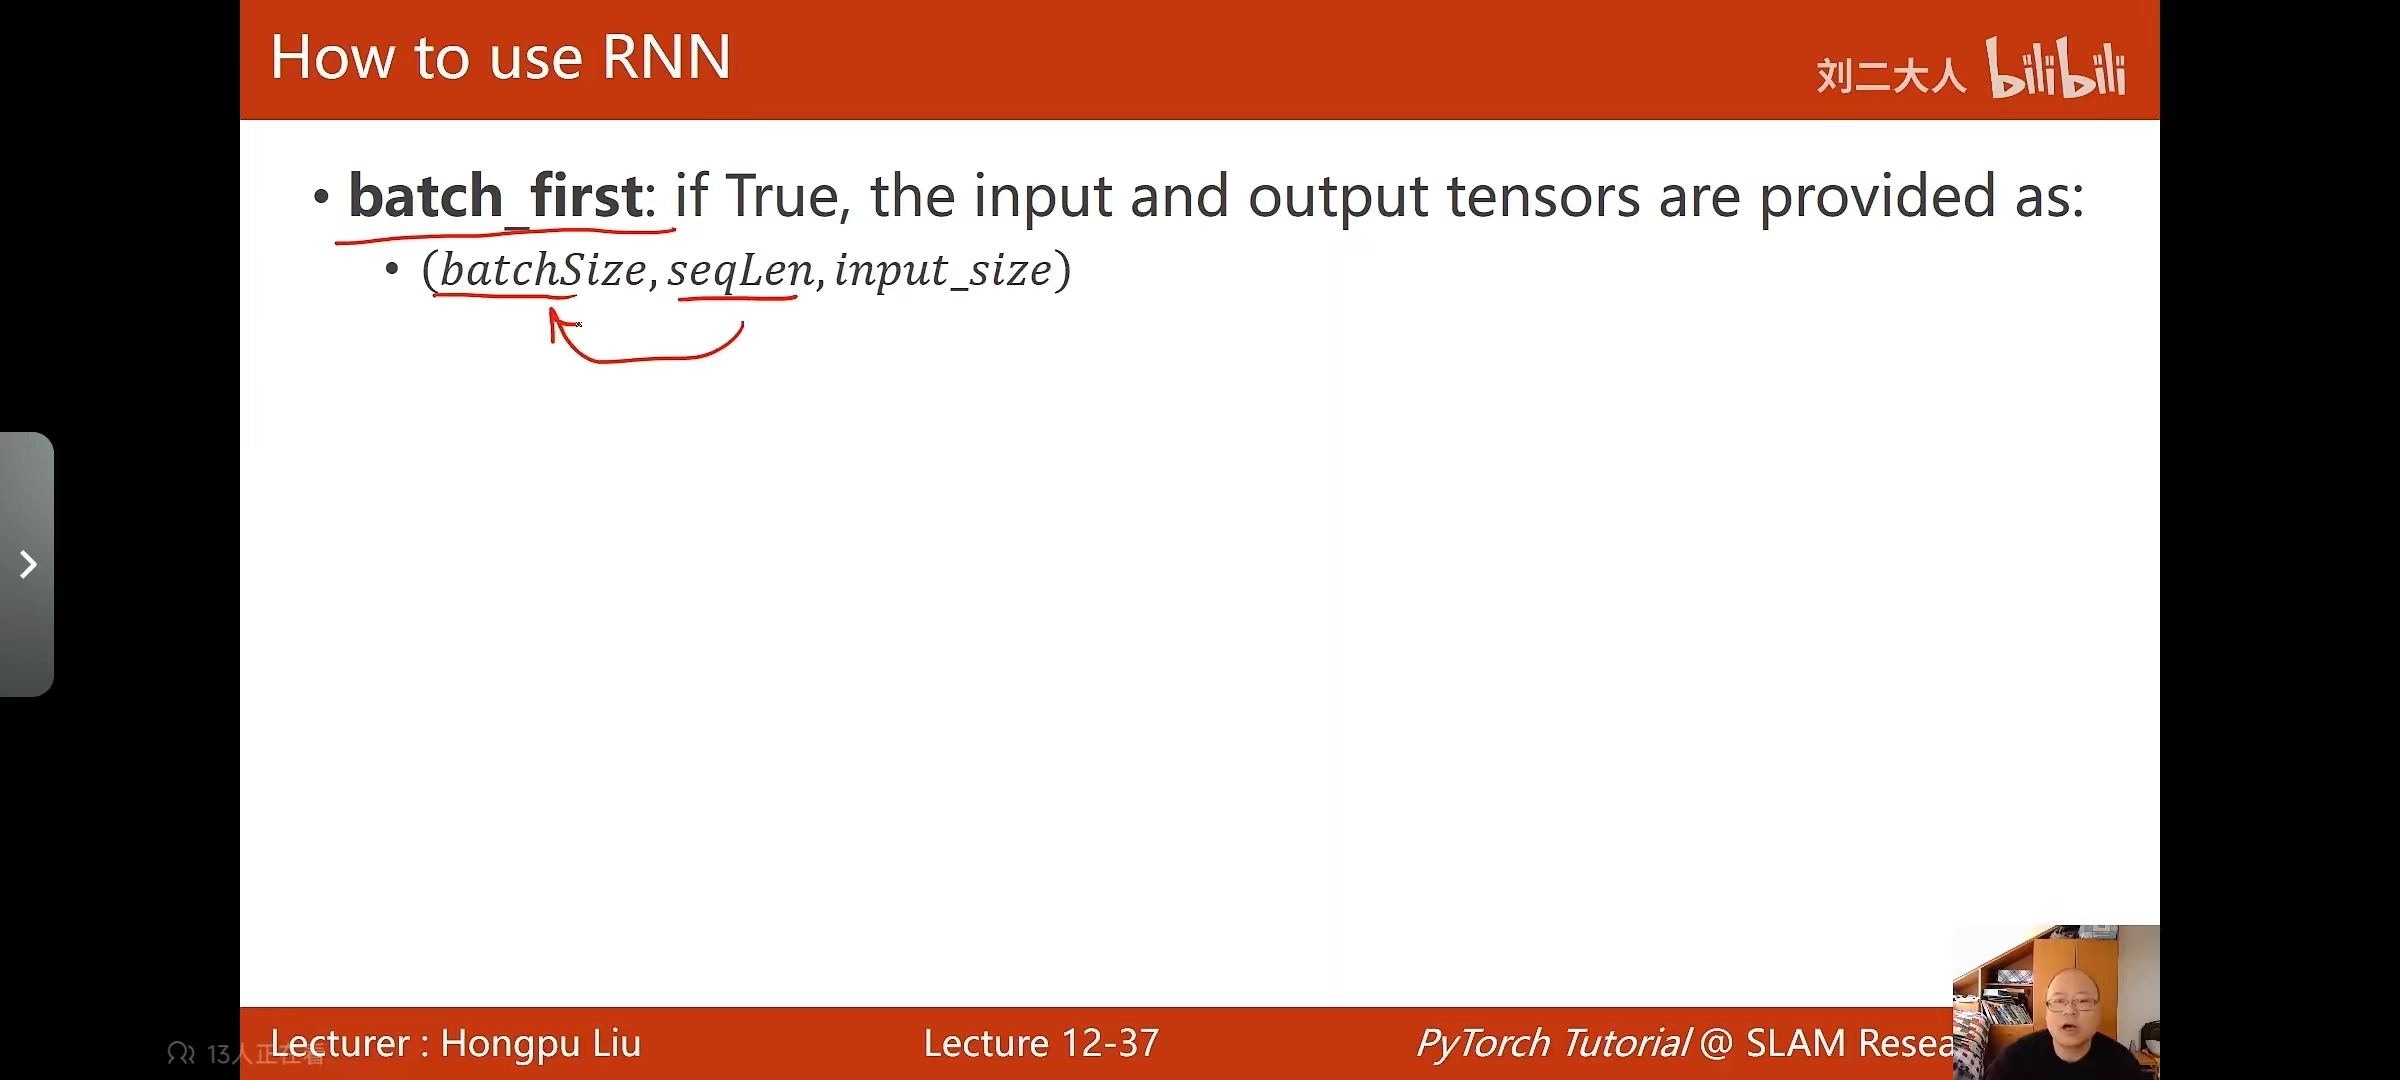 How to use RNN
刘二大人 bilibili
• batch_first: if True, the input and output tensors are provided as:
• (batchSize, seqLen, input_size)
Lecturer : Hongpu Liu
Lecture 12-37
PyTorch Tutorial @ SLAM Resea
13人正在看